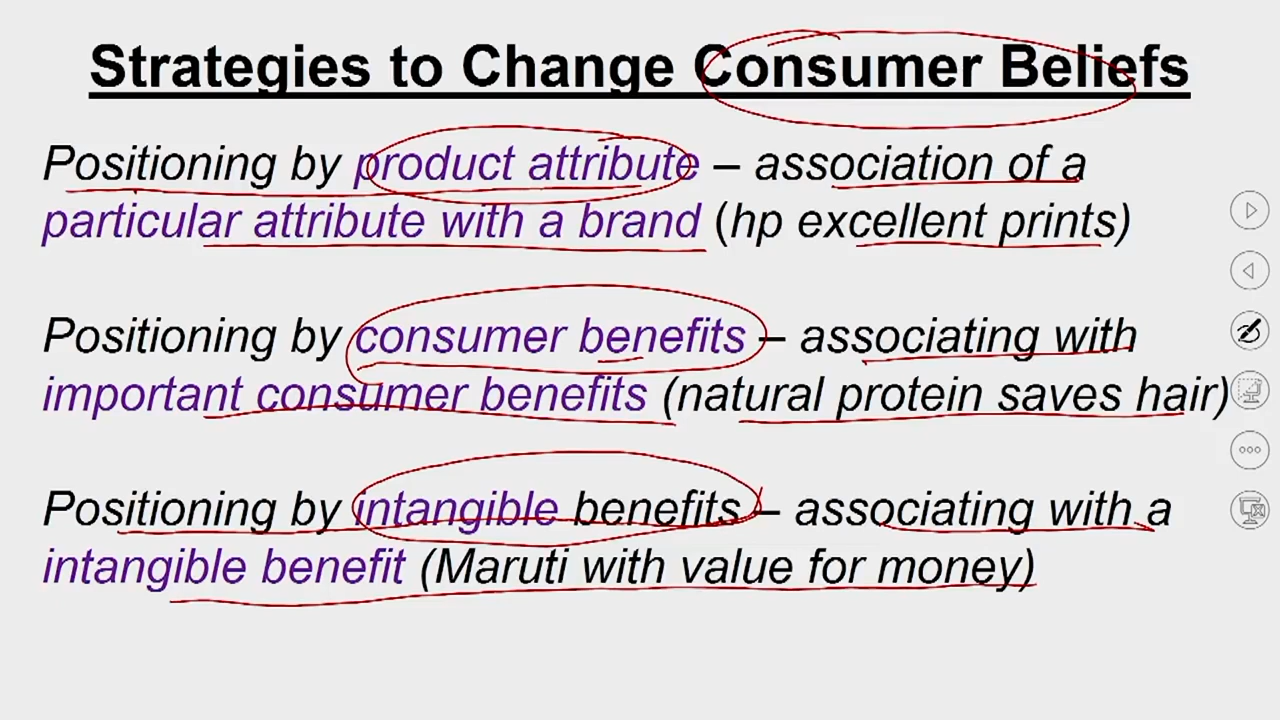 Strategies to Change Consumer Beliefs
Positioning by product attribute – association of a
particular attribute with a brand (hp excellent prints)
Positioning by consumer benefits – associating with
important consumer benefits (natural protein saves hair)
Positioning by intangible benefits – associating with a
intangible benefit (Maruti with value for money)